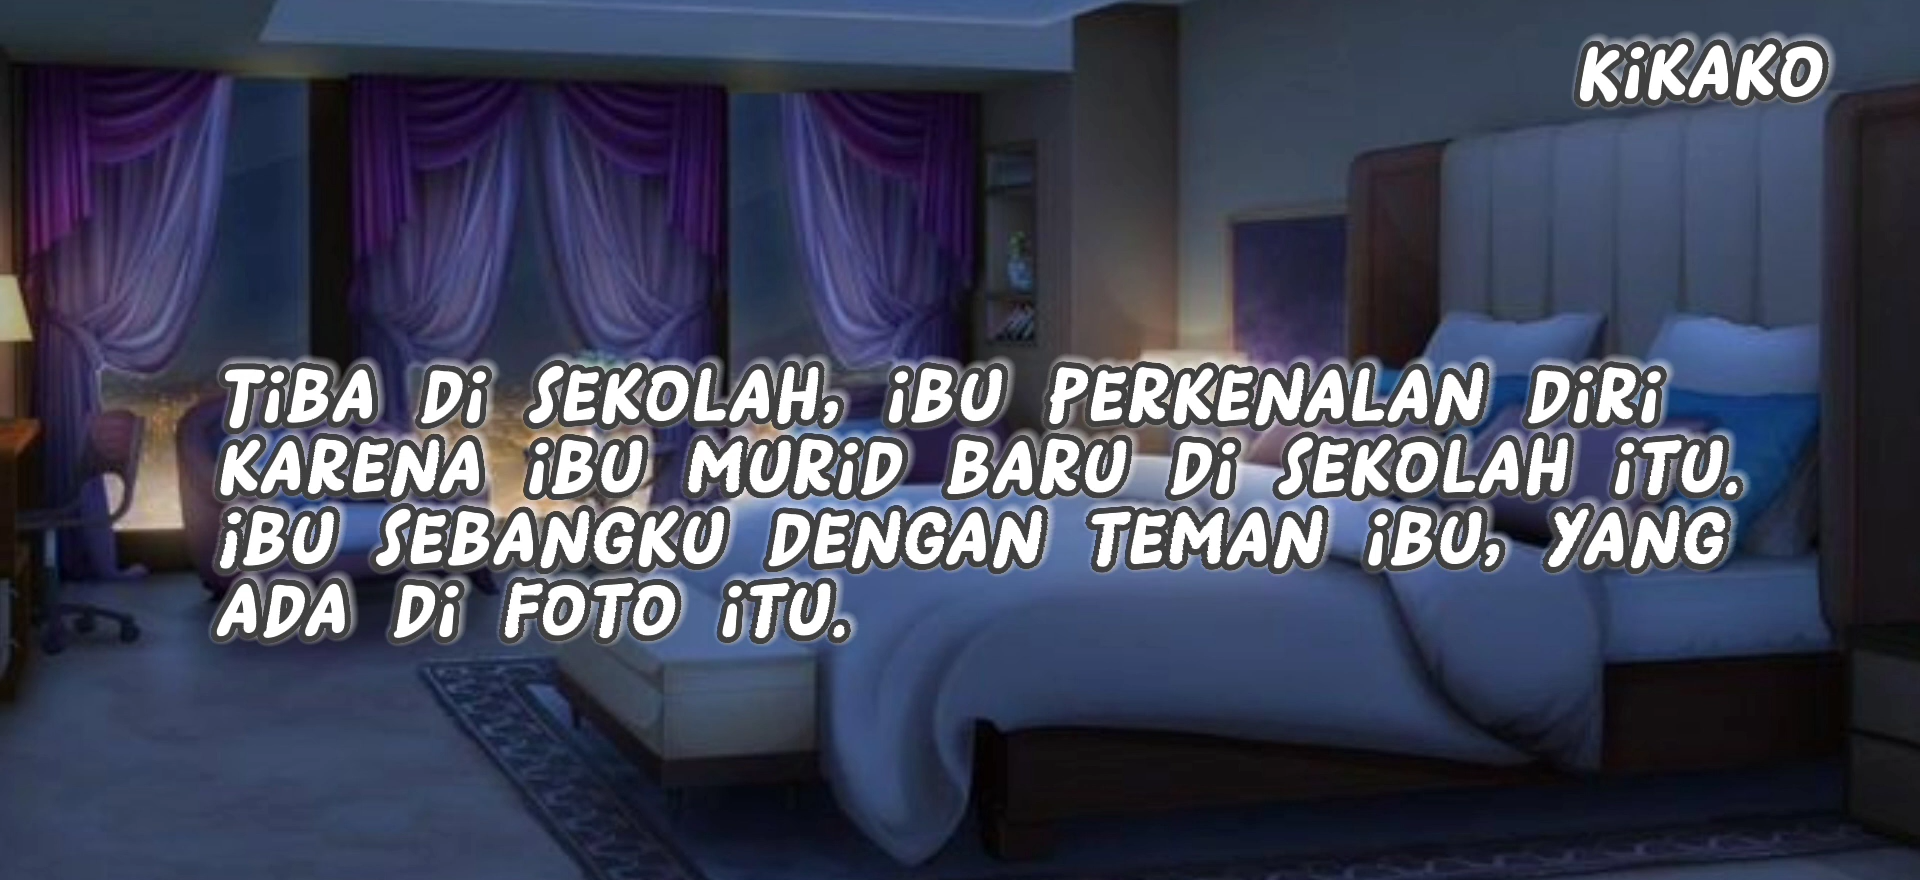 KiKAKO
TiBA Di SEKOLAH, iBU PERKENALAN DiRi
KARENA iBU MURiD BARU Di SEKOLAH iTU.
iBU SEBANGKU DENGAN TEMAN iBU, YANG
ADA Di FOTO iTU.